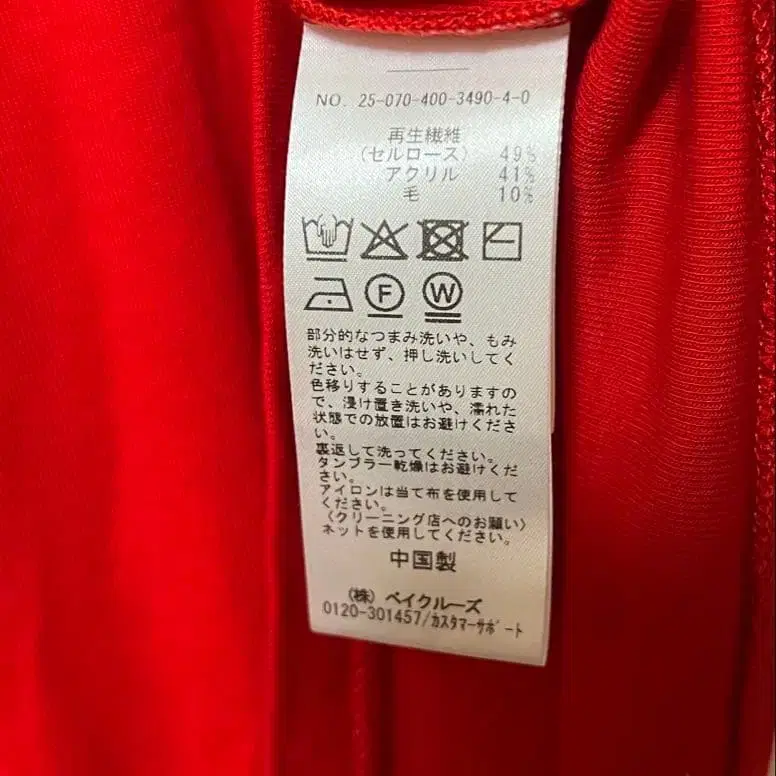 NO. 25-070-400-3490-4-0
再生繊維
(セルロース) 49%
アクリル 41%
毛 10%
F W
部分的なつまみ洗いや、もみ
洗いはせず、押し洗いしてく
ださい。
色移りすることがありますの
で、浸け置き洗いや、濡れた
状態での放置はお避けくださ
い。
裏返して洗ってください。
タンブラー乾燥はお避けくだ
さい。
アイロンは当て布を使用して
ください。
〈クリーニング店へのお願い〉
ネットを使用してください。
中国製
(株) ベイクルーズ
0120-301457/カスタマーサポート